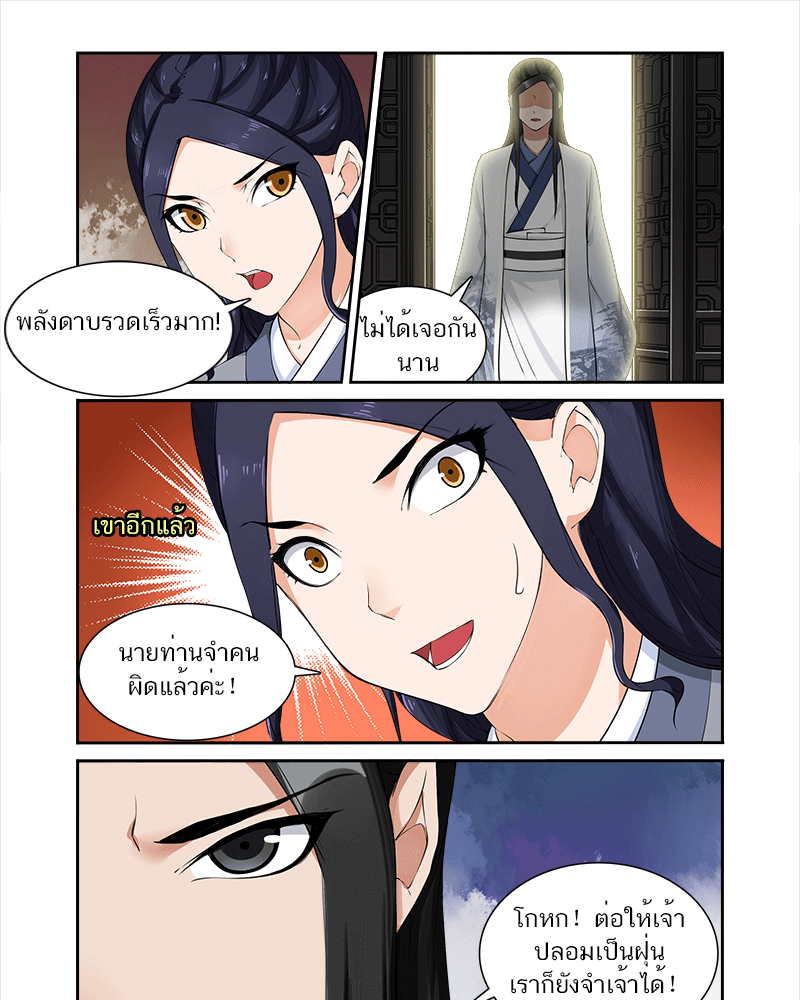 พลังดาบรวดเร็วมาก!
ไม่ได้เจอกัน
นาน
เขาอีกแล้ว
นายท่านจำคน
ผิดแล้วค่ะ!
โกหก! ต่อให้เจ้า
ปลอมเป็นฝุ่น
เราก็ยังจำเจ้าได้!